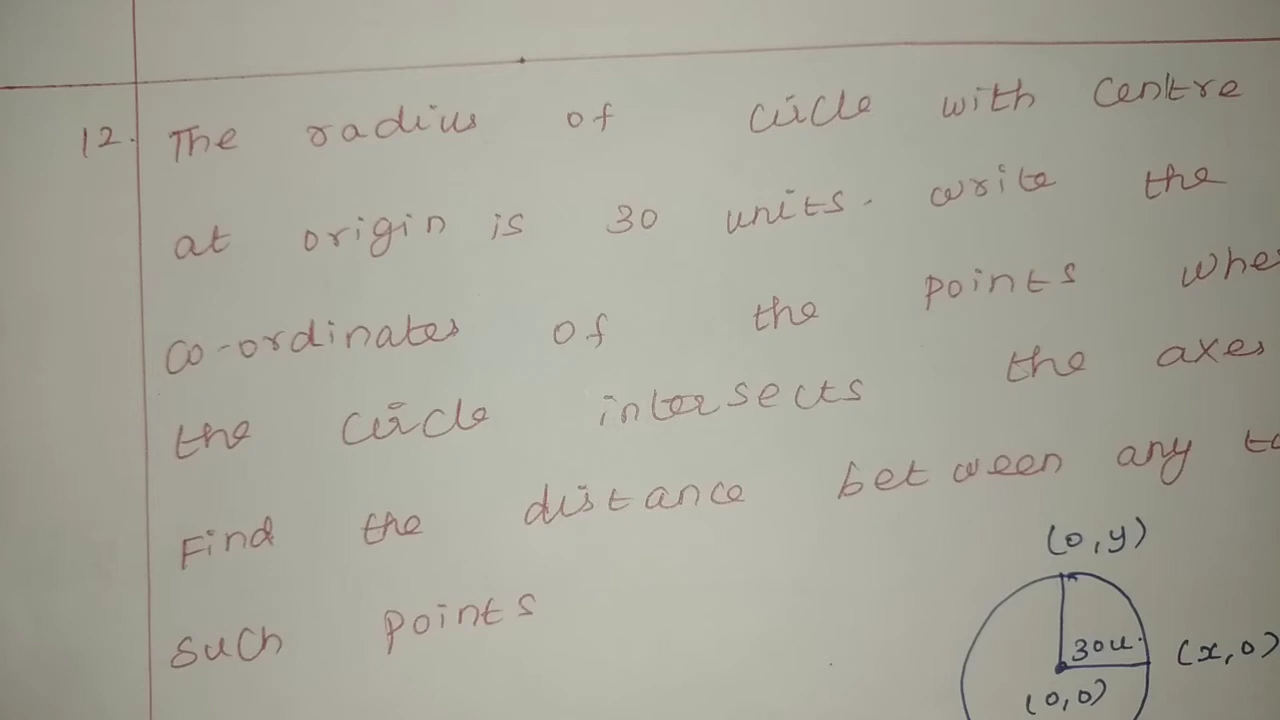 12. The radius of circle with centre
at origin is 30 units. write the
co-ordinates of the points whe
the circle intersects the axes
Find the distance between any
such points
(0,y)
30u. (x,0)
(0,0)